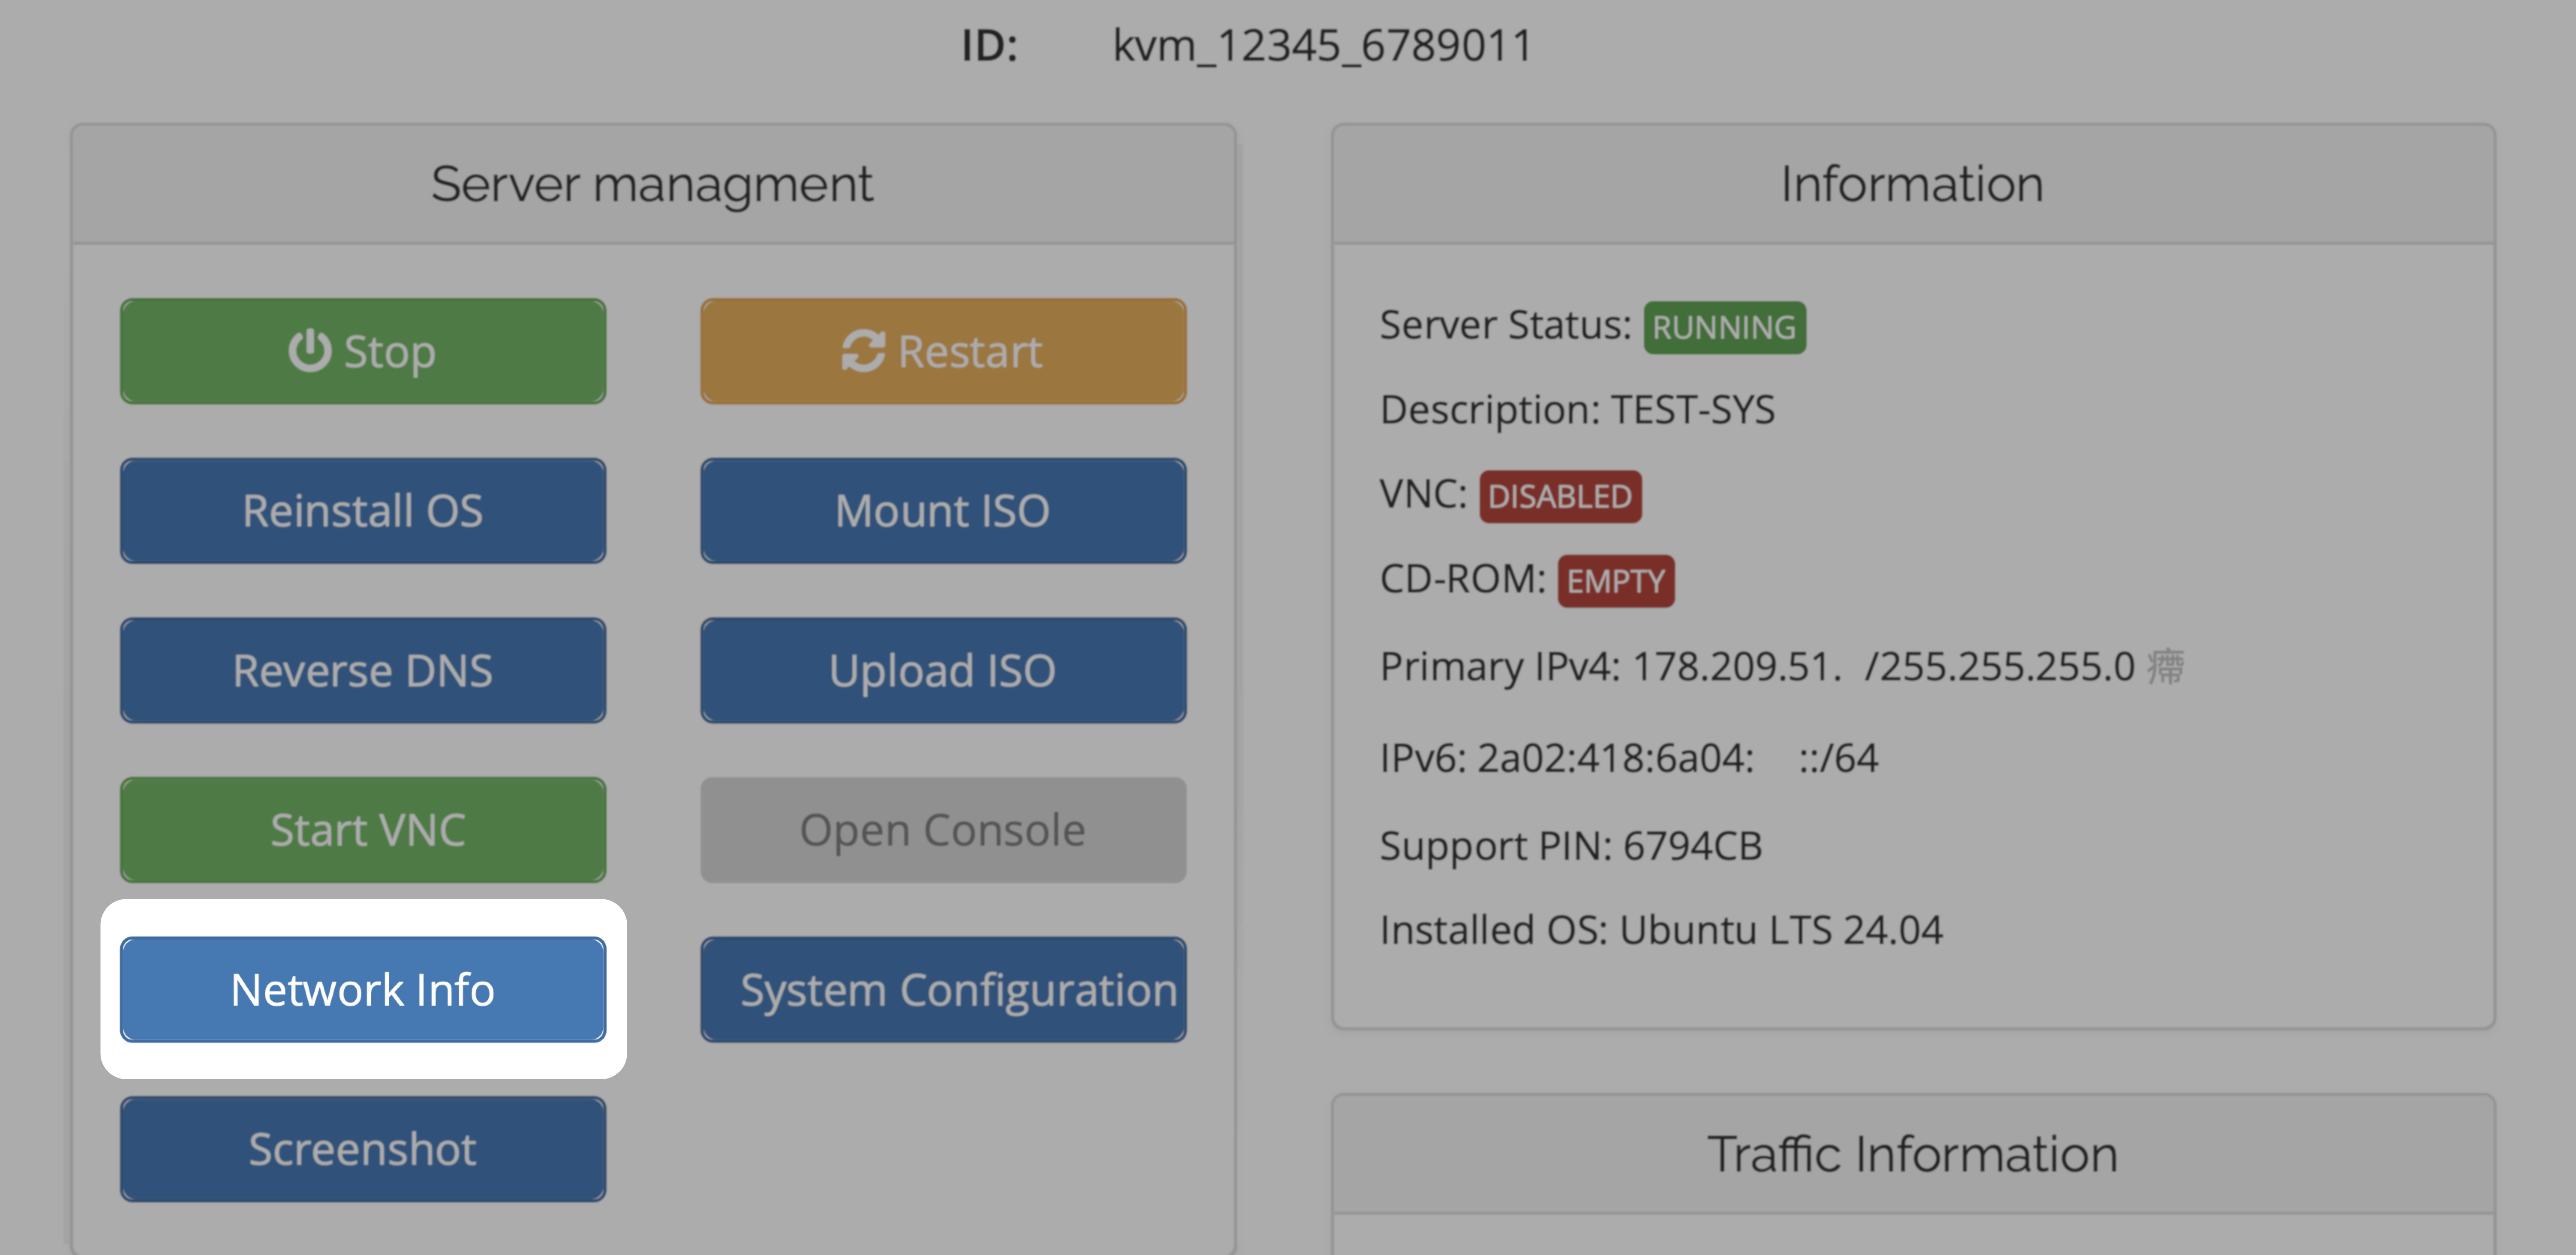 ID: kvm_12345_6789011
Server managment
Stop
Restart
Reinstall OS
Mount ISO
Reverse DNS
Upload ISO
Start VNC
Open Console
Network Info
System Configuration
Screenshot
Information
Server Status: RUNNING
Description: TEST-SYS
VNC: DISABLED
CD-ROM: EMPTY
Primary IPv4: 178.209.51. /255.255.255.0
IPv6: 2a02:418:6a04: ::/64
Support PIN: 6794CB
Installed OS: Ubuntu LTS 24.04
Traffic Information